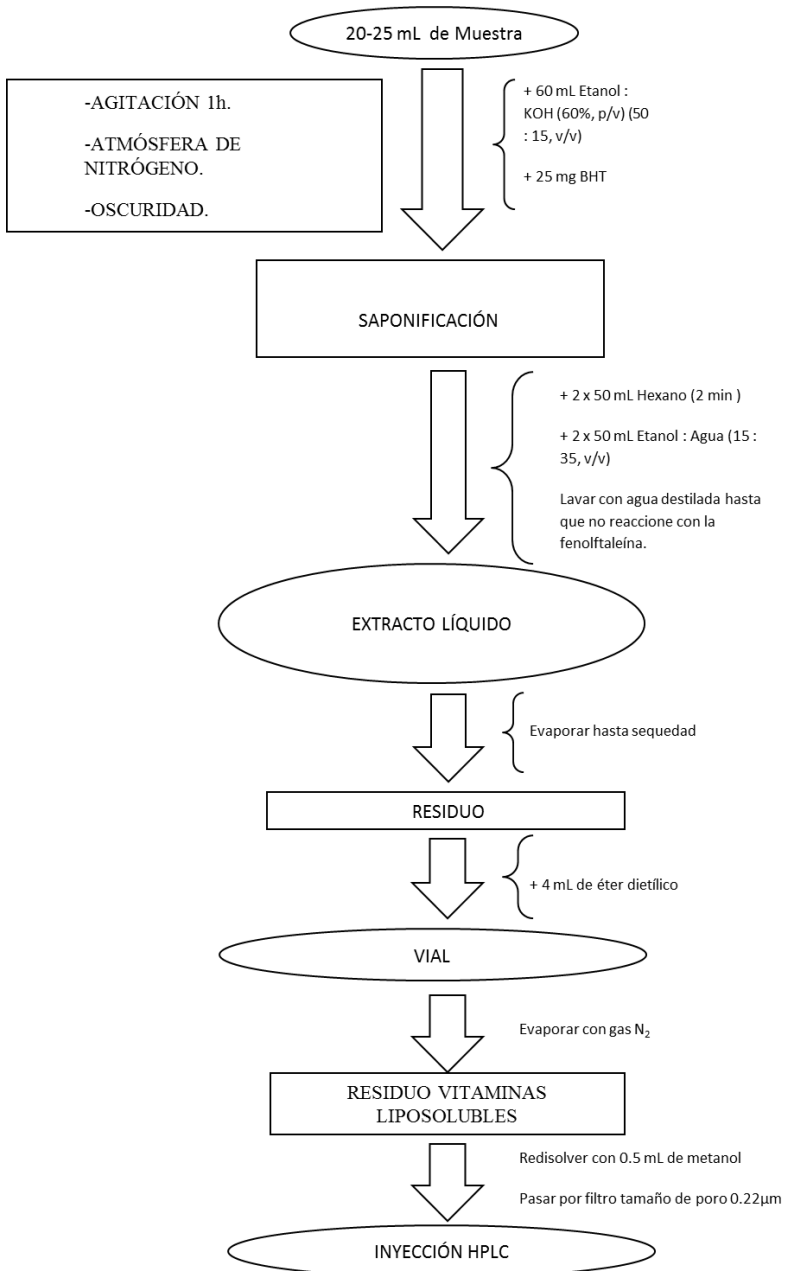 20-25 mL de Muestra
-AGITACIÓN 1h.
-ATMÓSFERA DE
NITRÓGENO.
-OSCURIDAD.
+ 60 mL Etanol :
KOH (60%, p/v) (50
: 15, v/v)
+ 25 mg BHT
SAPONIFICACIÓN
+ 2 x 50 mL Hexano (2 min )
+ 2 x 50 mL Etanol : Agua (15 :
35, v/v)
Lavar con agua destilada hasta
que no reaccione con la
fenolftaleína.
EXTRACTO LÍQUIDO
Evaporar hasta sequedad
RESIDUO
+ 4 mL de éter dietílico
VIAL
Evaporar con gas N₂
RESIDUO VITAMINAS
LIPOSOLUBLES
Redisolver con 0.5 mL de metanol
Pasar por filtro tamaño de poro 0.22µm
INYECCIÓN HPLC